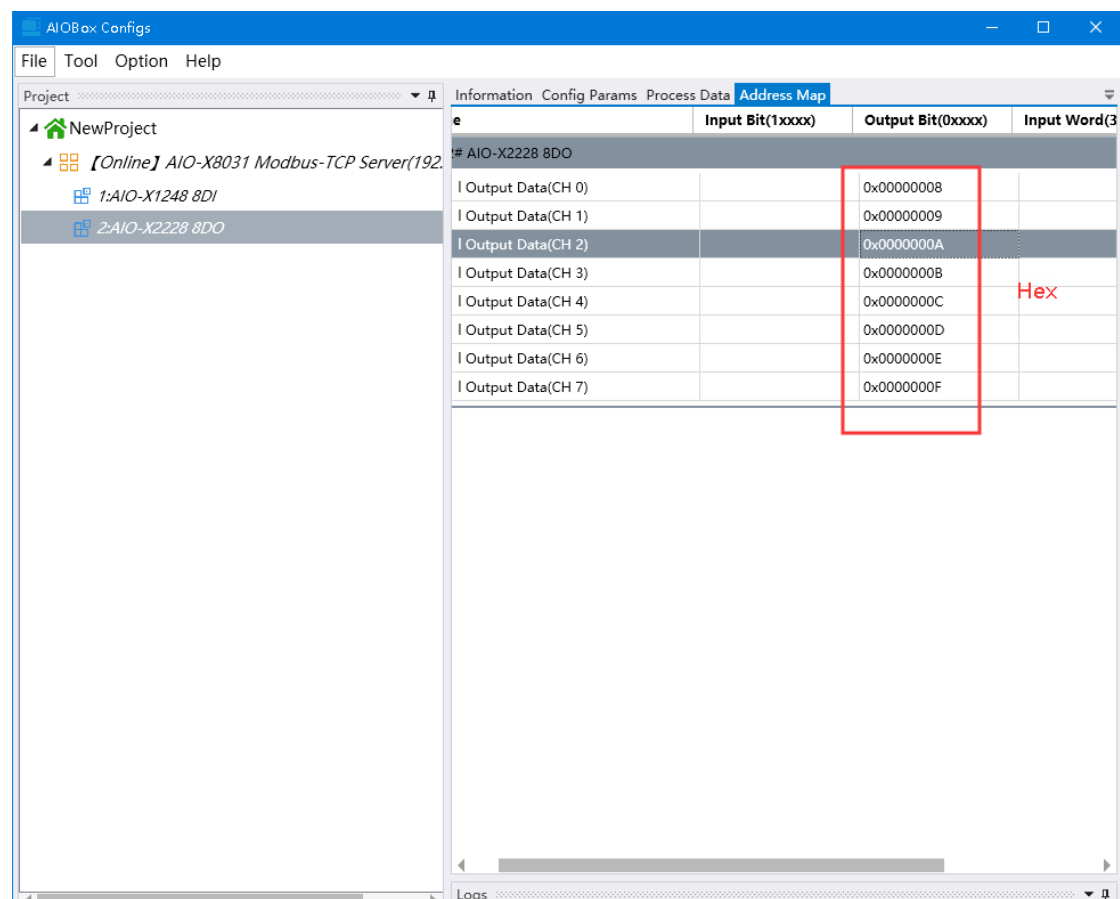 AIOBox Configs
File Tool Option Help
Project
Information Config Params Process Data Address Map
NewProject
【Online】AIO-X8031 Modbus-TCP Server(192.
1:AIO-X1248 8DI
2:AIO-X2228 8DO
e Input Bit(1xxxx) Output Bit(0xxxx) Input Word(3
# AIO-X2228 8DO
l Output Data(CH 0) 0x00000008
l Output Data(CH 1) 0x00000009
l Output Data(CH 2) 0x0000000A
l Output Data(CH 3) 0x0000000B
l Output Data(CH 4) 0x0000000C
l Output Data(CH 5) 0x0000000D
l Output Data(CH 6) 0x0000000E
l Output Data(CH 7) 0x0000000F
Hex
Logs